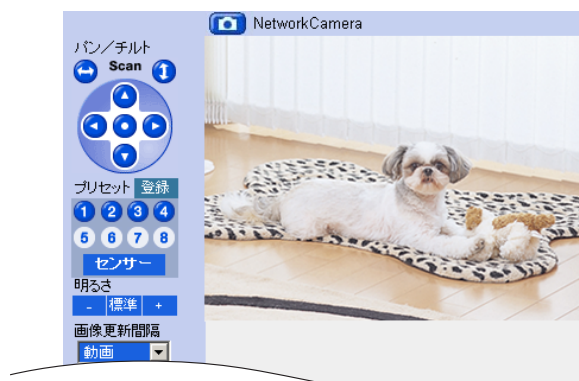 NetworkCamera
パン／チルト
Scan
プリセット 登録
1 2 3 4
5 6 7 8
センサー
明るさ
- 標準 +
画像更新間隔
動画